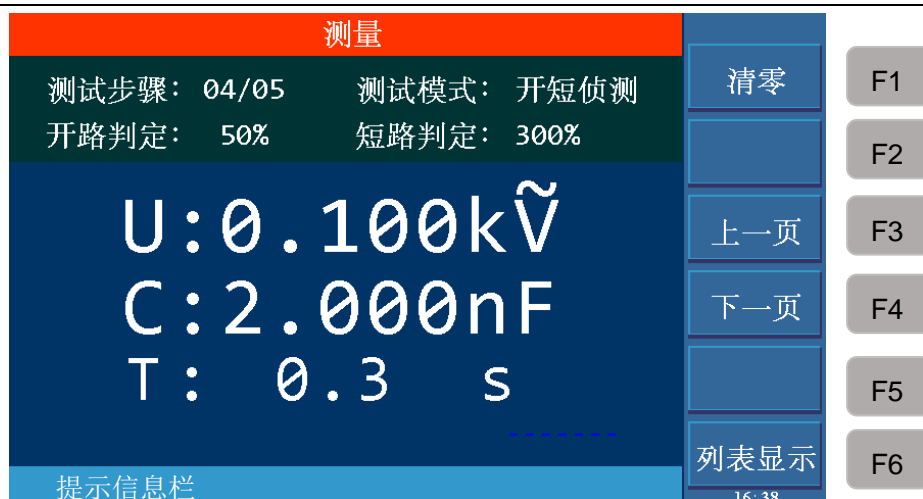 测量
测试步骤： 04/05 测试模式： 开短侦测
开路判定： 50% 短路判定： 300%
U:0.100kṼ
C:2.000nF
T: 0.3 s
-------
提示信息栏
清零
上一页
下一页
列表显示
16:38
F1
F2
F3
F4
F5
F6